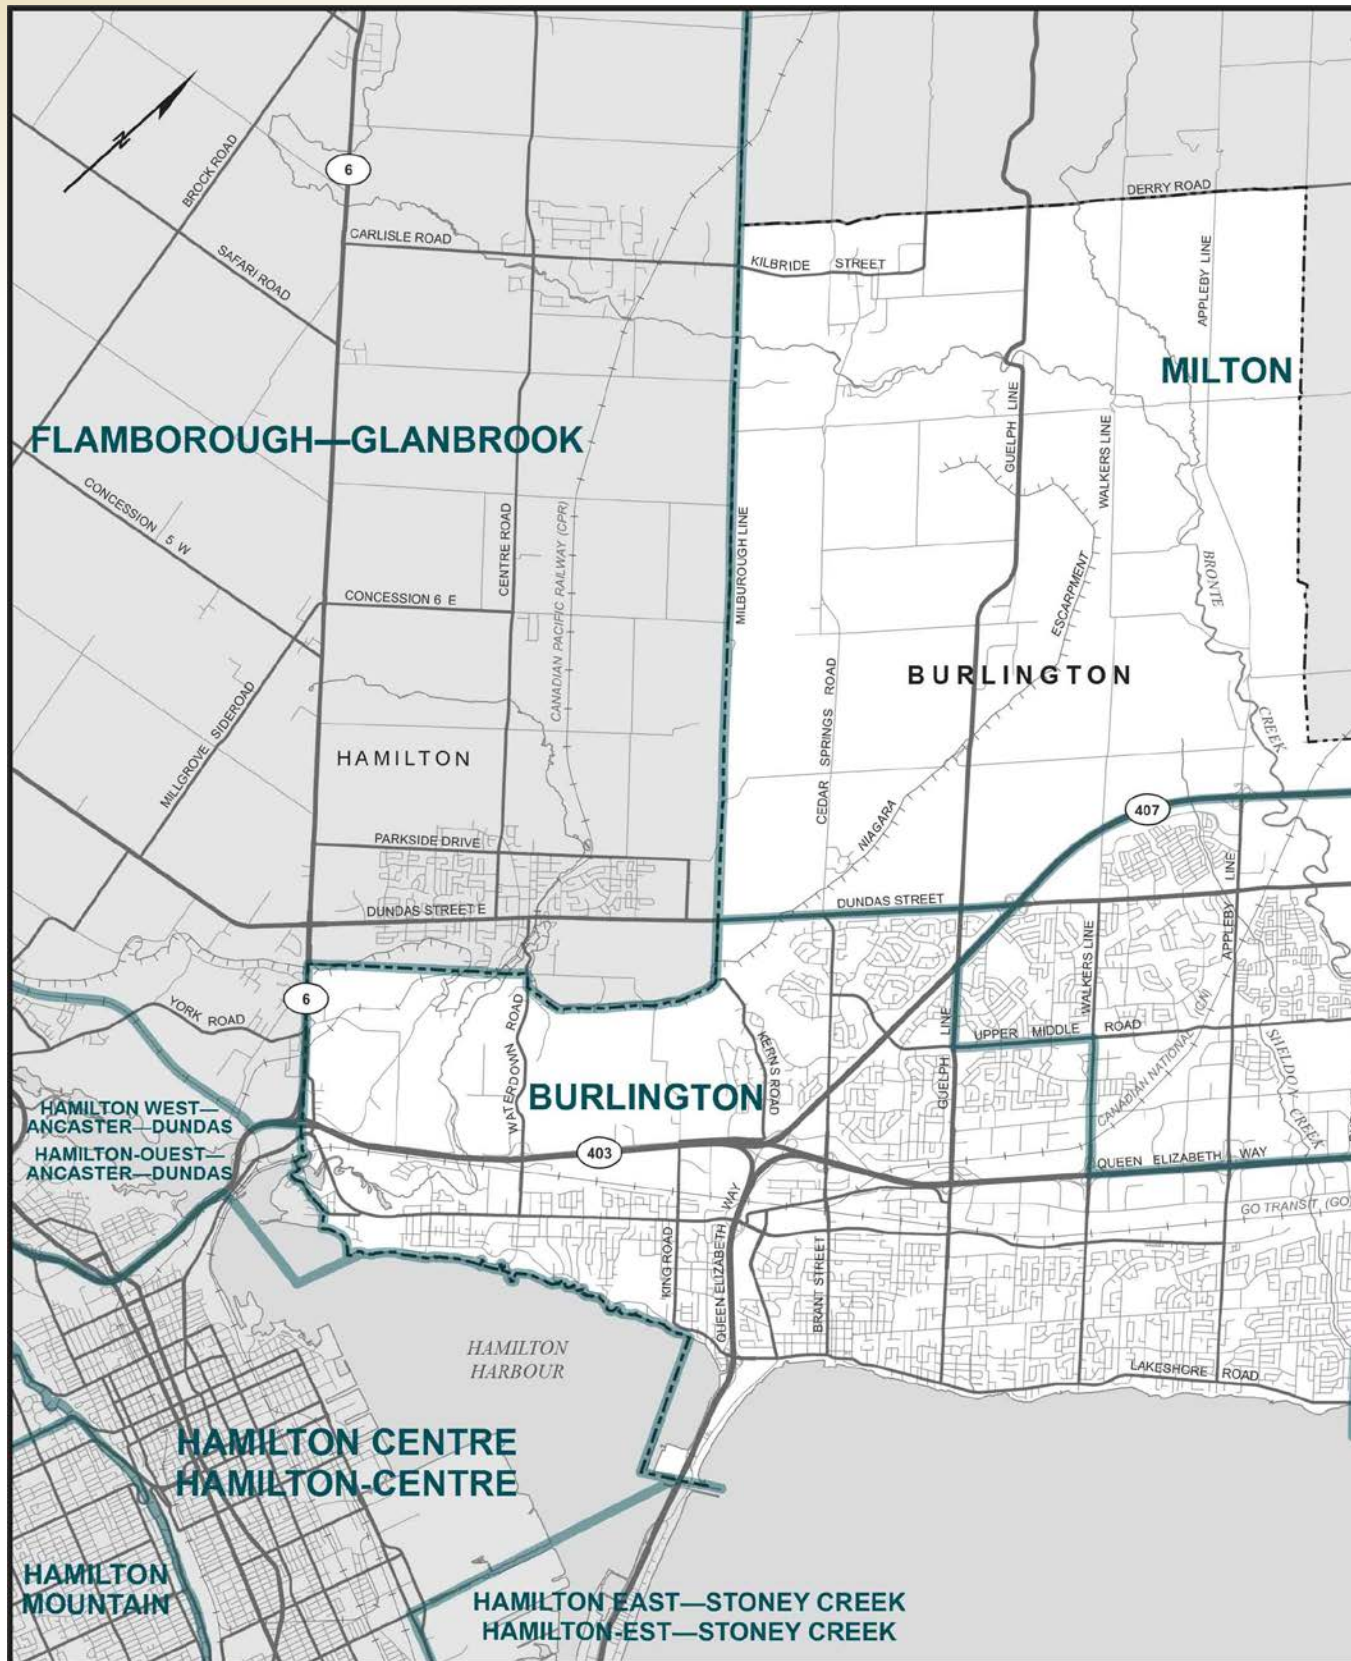 N
BROCK ROAD
6
DERRY ROAD
CARLISLE ROAD
SAFARI ROAD
KILBRIDE STREET
APPLEBY LINE
MILTON
GUELPH LINE
FLAMBOROUGH—GLANBROOK
WALKERS LINE
CONCESSION 5 W
CENTRE ROAD
CANADIAN PACIFIC RAILWAY (CPR)
MILBUROUGH LINE
BRONTE
CREEK
CONCESSION 6 E
ESCARPMENT
BURLINGTON
MILLGROVE SIDEROAD
CEDAR SPRINGS ROAD
HAMILTON
NIAGARA
407
PARKSIDE DRIVE
DUNDAS STREET E
DUNDAS STREET
APPLEBY LINE
WALKERS LINE
6
YORK ROAD
WATERDOWN ROAD
KERNS ROAD
GUELPH LINE
UPPER MIDDLE ROAD
CANADIAN NATIONAL (CN)
SHELDON CREEK
BURLINGTON
HAMILTON WEST—
ANCASTER—DUNDAS
HAMILTON-OUEST—
ANCASTER—DUNDAS
403
QUEEN ELIZABETH WAY
GO TRANSIT (GO)
KING ROAD
QUEEN ELIZABETH WAY
BRANT STREET
HAMILTON
HARBOUR
LAKESHORE ROAD
HAMILTON CENTRE
HAMILTON-CENTRE
HAMILTON
MOUNTAIN
HAMILTON EAST—STONEY CREEK
HAMILTON-EST—STONEY CREEK